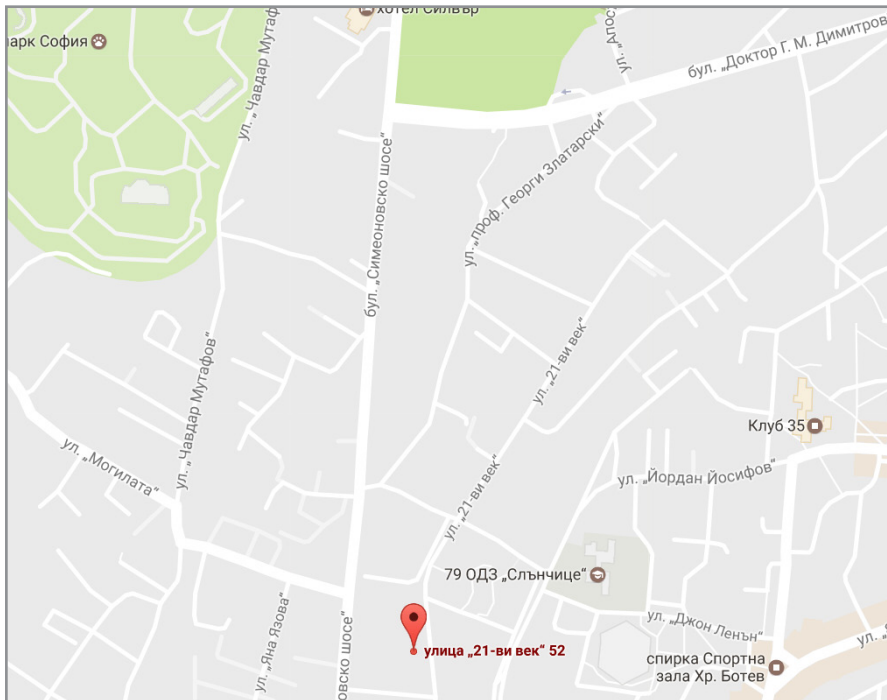 хотел Силвър
парк София
ул. „Чавдар Мутафов“
бул. „Симеоновско шосе“
бул. „Доктор Г. М. Димитров
ул. „проф. Георги Златарски“
ул. „21-ви век“
Клуб 35
ул. „Чавдар Мутафов“
ул. „Могилата“
ул. „Йордан Йосифов“
ул. „21-ви век“
79 ОДЗ „Слънчице“
ул. „Яна Язова“
овско шосе“
улица „21-ви век“ 52
ул. „Джон Ленън“
спирка Спортна
зала Хр. Ботев